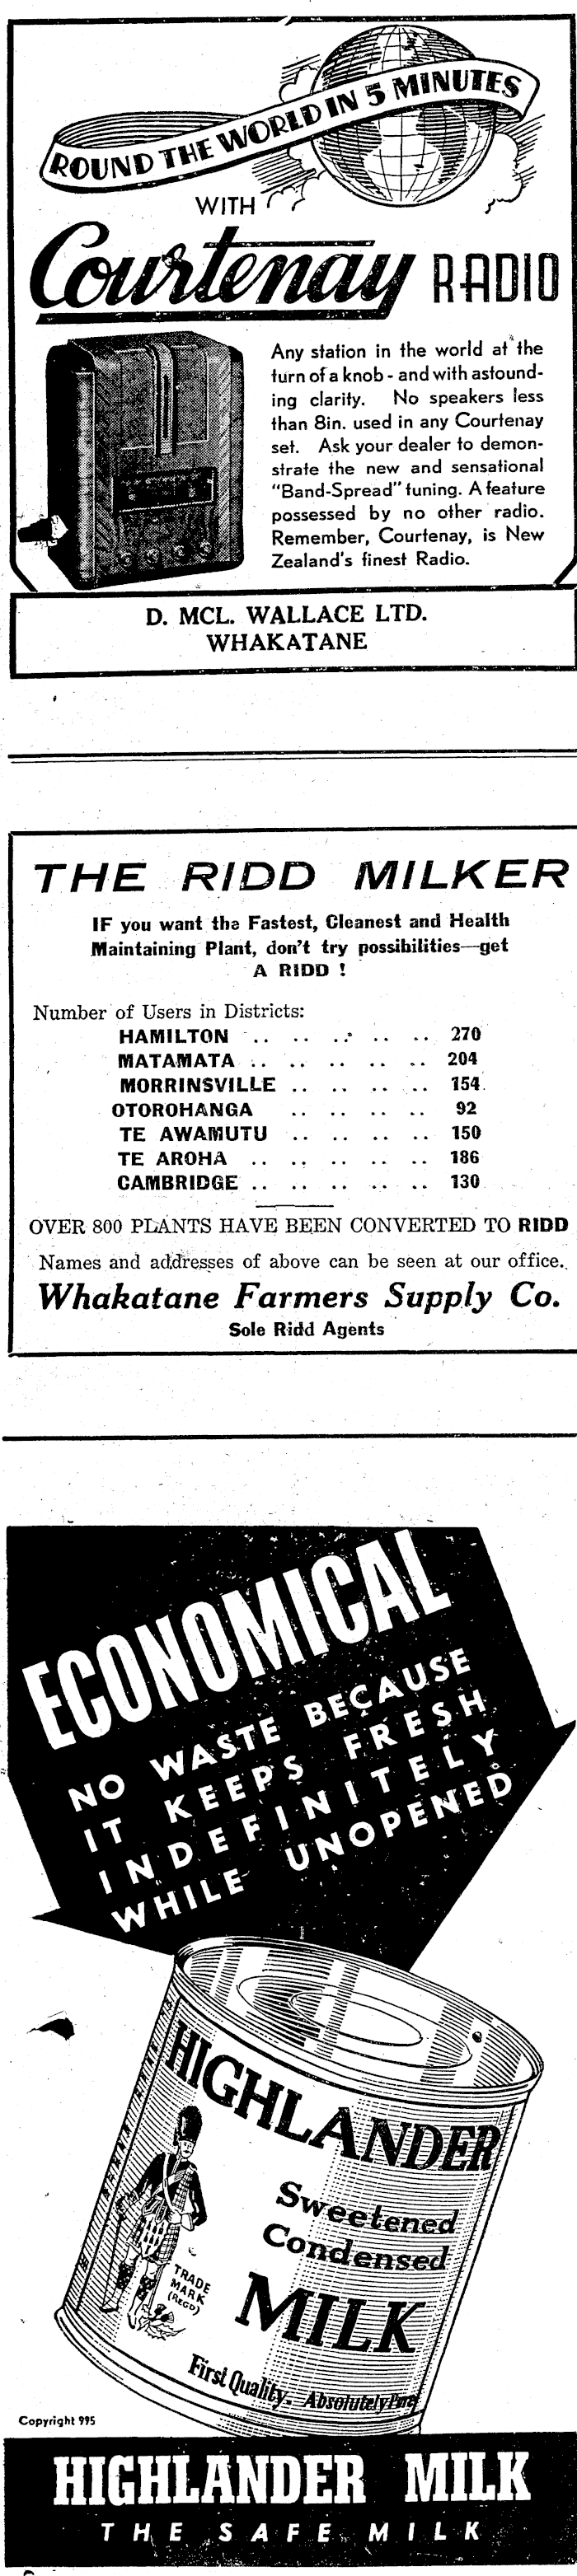 ROUND THE WORLD IN 5 MINUTES
WITH
Courtenay RADIO
Any station in the world at the
turn of a knob - and with astound-
ing clarity. No speakers less
than 8in. used in any Courtenay
set. Ask your dealer to demon-
strate the new and sensational
"Band-Spread" tuning. A feature
possessed by no other radio.
Remember, Courtenay, is New
Zealand's finest Radio.
D. MCL. WALLACE LTD.
WHAKATANE
THE RIDD MILKER
IF you want the Fastest, Cleanest and Health
Maintaining Plant, don't try possibilities—get
A RIDD !
Number of Users in Districts:
HAMILTON .. .. .. .. .. 270
MATAMATA .. .. .. .. .. 204
MORRINSVILLE .. .. .. .. 154
OTOROHANGA .. .. .. .. 92
TE AWAMUTU .. .. .. .. 150
TE AROHA .. .. .. .. .. 186
CAMBRIDGE .. .. .. .. .. 130
OVER 800 PLANTS HAVE BEEN CONVERTED TO RIDD
Names and addresses of above can be seen at our office.
Whakatane Farmers Supply Co.
Sole Ridd Agents
ECONOMICAL
NO WASTE BECAUSE
IT KEEPS FRESH
INDEFINITELY
WHILE UNOPENED
HIGHLANDER
Sweetened
Condensed
MILK
TRADE
MARK
(REGD)
First Quality. Absolutely Pure
Copyright 995
HIGHLANDER MILK
THE SAFE MILK